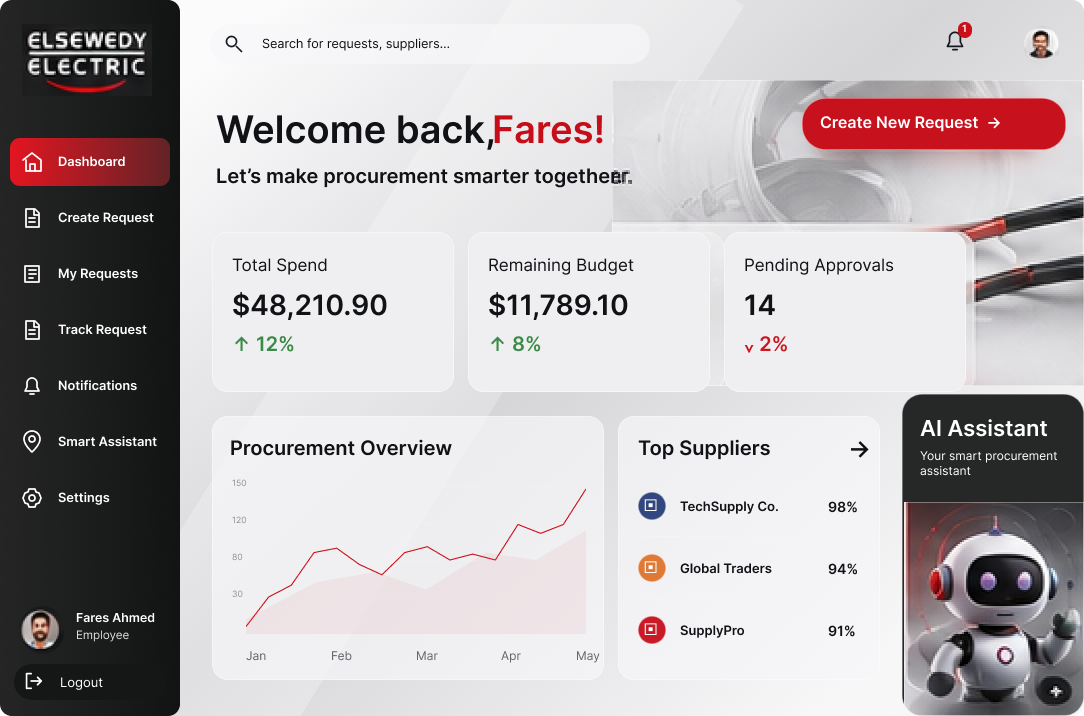 ELSEWEDY
ELECTRIC
Dashboard
Create Request
My Requests
Track Request
Notifications
Smart Assistant
Settings
Fares Ahmed
Employee
Logout
Search for requests, suppliers...
1
Welcome back,Fares!
Let’s make procurement smarter together.
Create New Request →
Total Spend
$48,210.90
↑ 12%
Remaining Budget
$11,789.10
↑ 8%
Pending Approvals
14
2%
Procurement Overview
150
120
80
30
Jan Feb Mar Apr May
Top Suppliers →
TechSupply Co. 98%
Global Traders 94%
SupplyPro 91%
AI Assistant
Your smart procurement
assistant